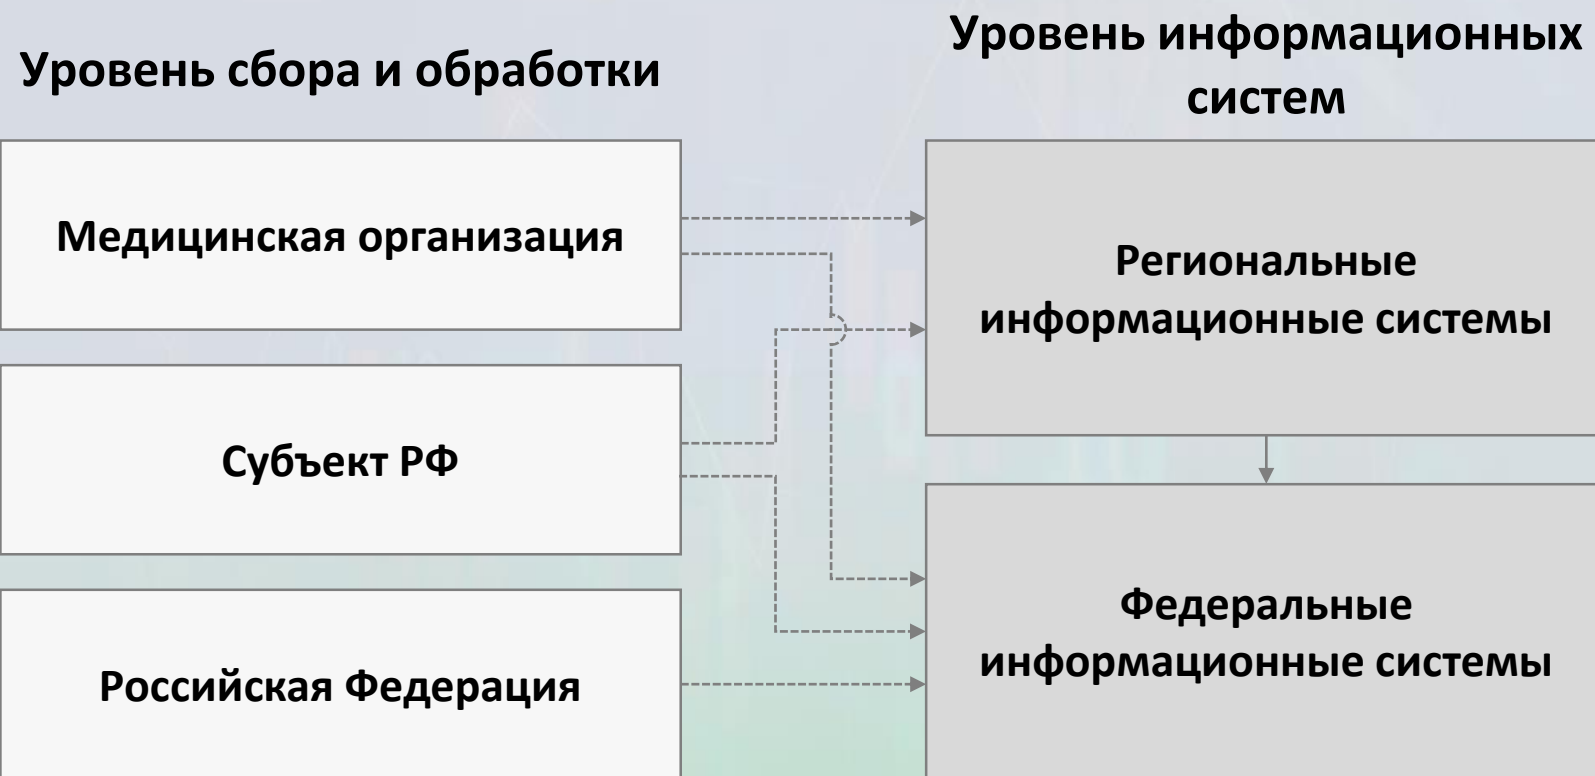 Уровень сбора и обработки
Уровень информационных
систем
Медицинская организация
Региональные
информационные системы
Субъект РФ
Федеральные
информационные системы
Российская Федерация